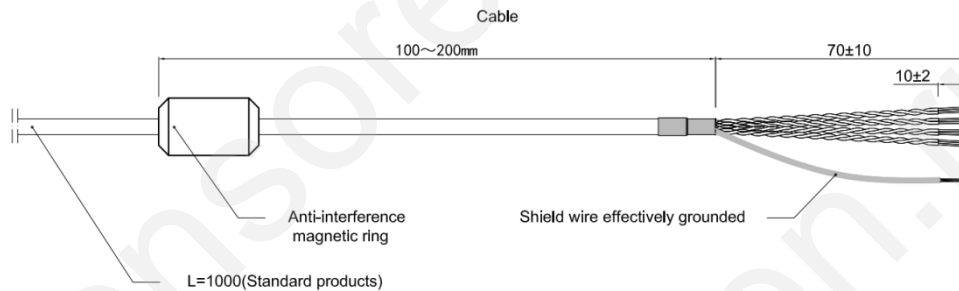 Cable
100～200mm
70±10
10±2
Anti-interference
magnetic ring
Shield wire effectively grounded
L=1000(Standard products)